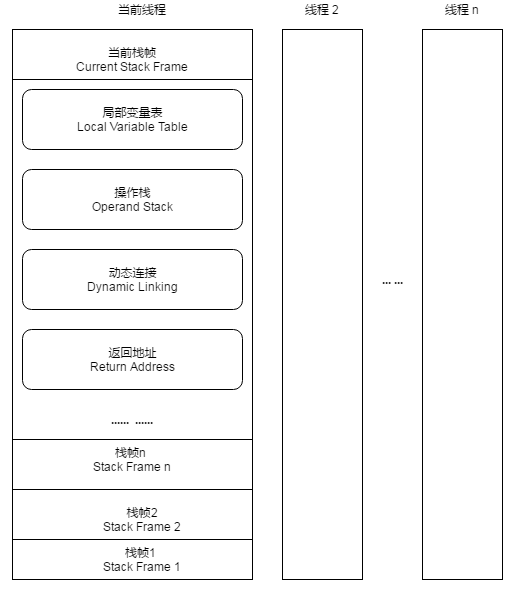 当前线程
线程 2
线程 n
当前栈帧
Current Stack Frame
局部变量表
Local Variable Table
操作栈
Operand Stack
动态连接
Dynamic Linking
... ...
返回地址
Return Address
...... ......
栈帧n
Stack Frame n
栈帧2
Stack Frame 2
栈帧1
Stack Frame 1